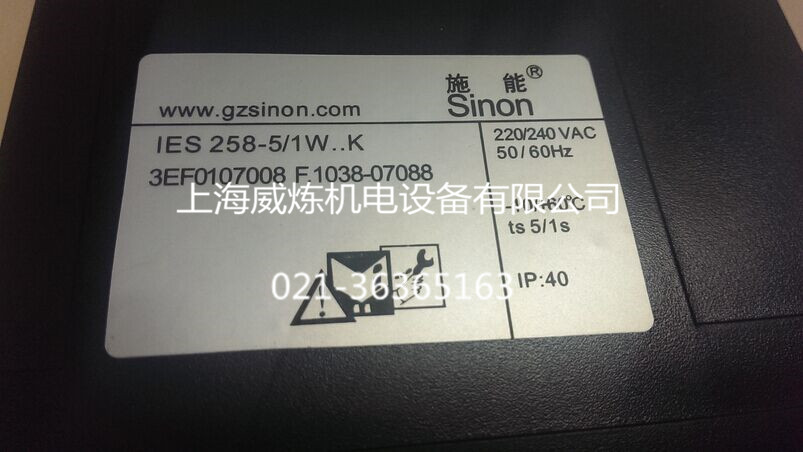 施 能®
www.gzsinon.com
Sinon
IES 258-5/1W..K
220/240 VAC
50/60Hz
3EF0107008 F.1038-07088
上海威炼机电设备有限公司
ts 5/1s
021-36365163
IP:40